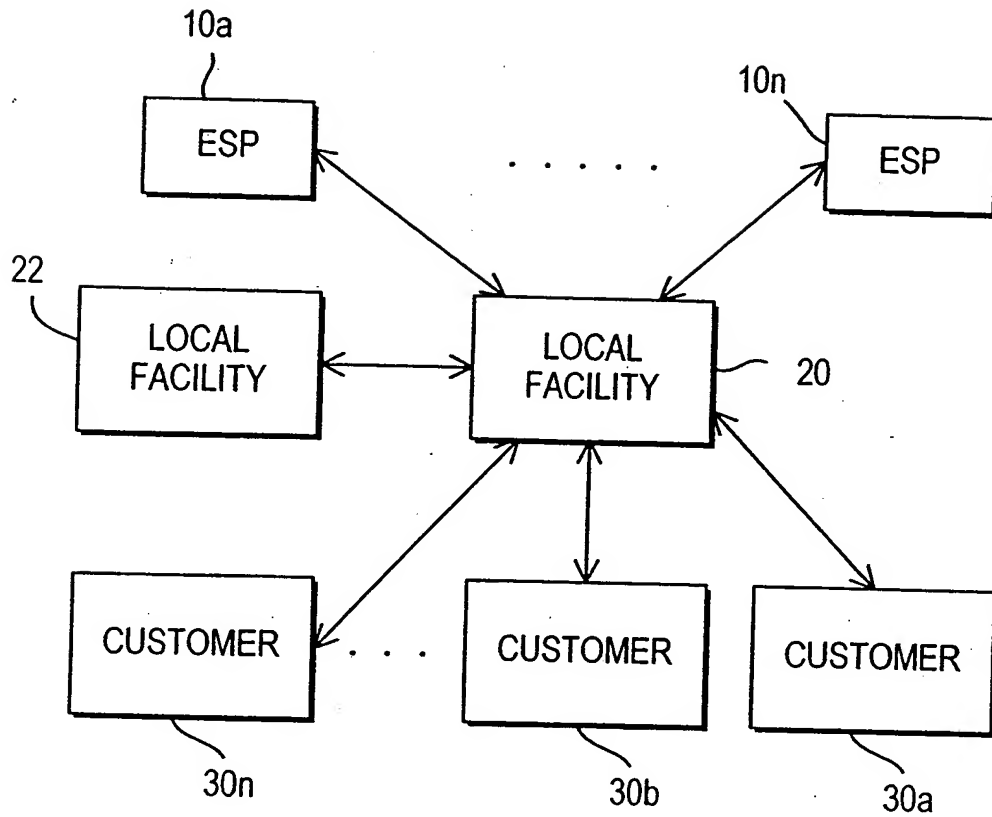 10a
10n
ESP
ESP
22
LOCAL
FACILITY
LOCAL
FACILITY
20
CUSTOMER
CUSTOMER
CUSTOMER
30n
30b
30a